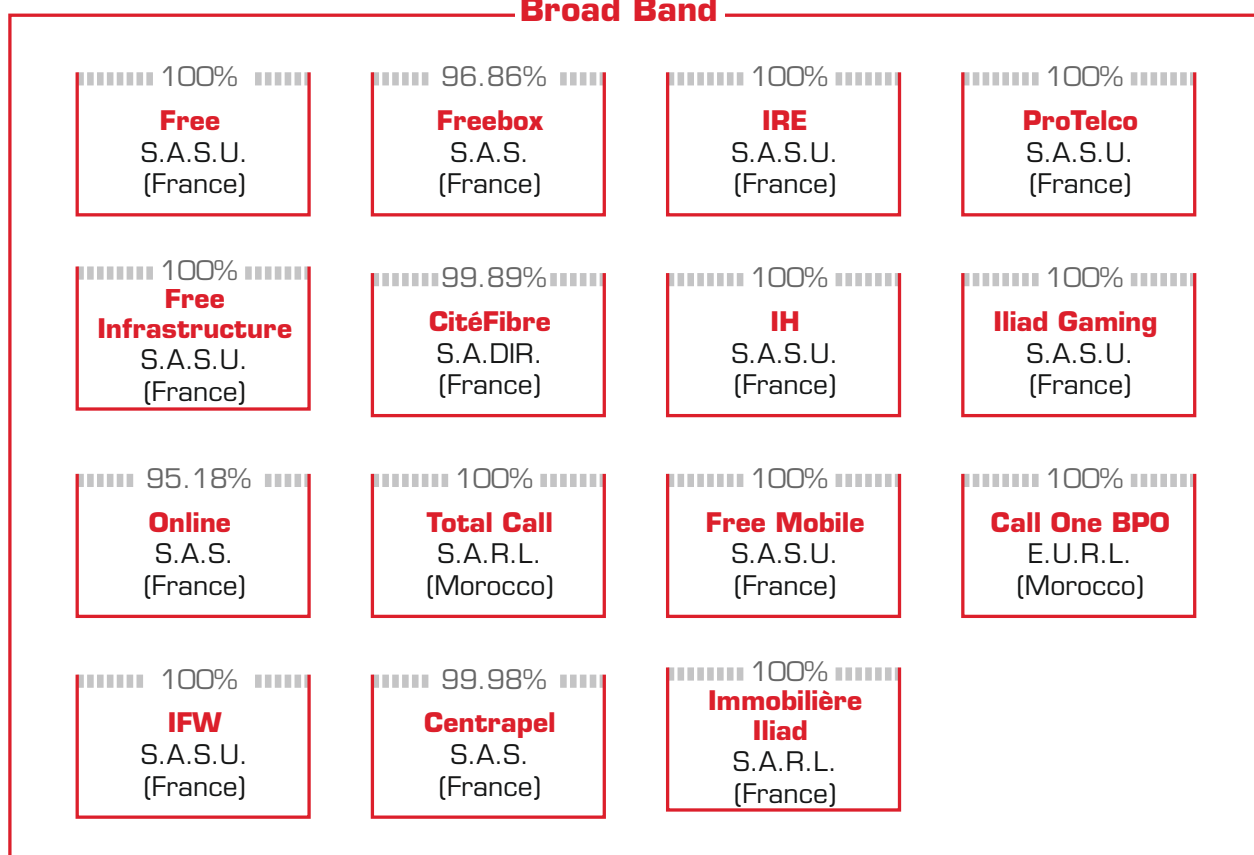 Broad Band
100%
Free
S.A.S.U.
(France)
96.86%
Freebox
S.A.S.
(France)
100%
IRE
S.A.S.U.
(France)
100%
ProTelco
S.A.S.U.
(France)
100%
Free
Infrastructure
S.A.S.U.
(France)
99.89%
CitéFibre
S.A.DIR.
(France)
100%
IH
S.A.S.U.
(France)
100%
Iliad Gaming
S.A.S.U.
(France)
95.18%
Online
S.A.S.
(France)
100%
Total Call
S.A.R.L.
(Morocco)
100%
Free Mobile
S.A.S.U.
(France)
100%
Call One BPO
E.U.R.L.
(Morocco)
100%
IFW
S.A.S.U.
(France)
99.98%
Centrapel
S.A.S.
(France)
100%
Immobilière
Iliad
S.A.R.L.
(France)